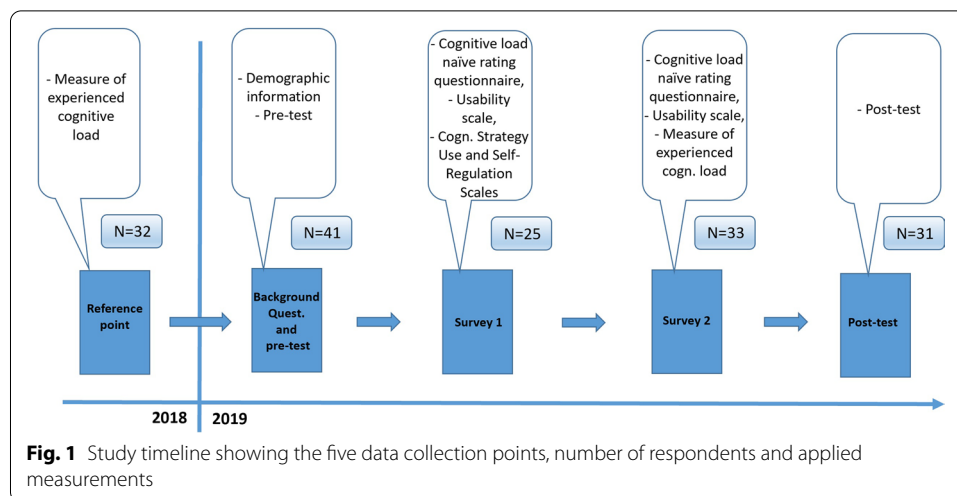 - Measure of
experienced
cognitive
load
- Demographic
information
- Pre-test
- Cognitive load
naïve rating
questionnaire,
- Usability
scale,
- Cogn. Strategy
Use and Self-
Regulation
Scales
- Cognitive load
naïve rating
questionnaire,
- Usability scale,
- Measure of
experienced
cogn. load
- Post-test
N=32
N=41
N=25
N=33
N=31
Reference
point
Background
Quest.
and
pre-test
Survey 1
Survey 2
Post-test
2018
2019
Fig. 1 Study timeline showing the five data collection points, number of respondents and applied
measurements